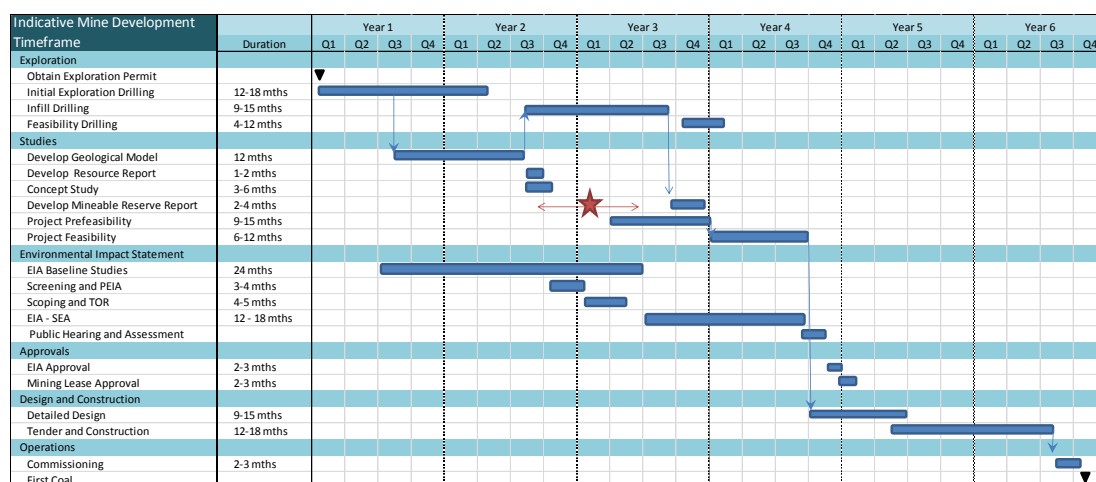 Indicative Mine Development
Timeframe Duration Year 1 Year 2 Year 3 Year 4 Year 5 Year 6
Q1 Q2 Q3 Q4 Q1 Q2 Q3 Q4 Q1 Q2 Q3 Q4 Q1 Q2 Q3 Q4 Q1 Q2 Q3 Q4 Q1 Q2 Q3 Q4
Exploration
Obtain Exploration Permit
Initial Exploration Drilling 12-18 mths
Infill Drilling 9-15 mths
Feasibility Drilling 4-12 mths
Studies
Develop Geological Model 12 mths
Develop Resource Report 1-2 mths
Concept Study 3-6 mths
Develop Mineable Reserve Report 2-4 mths
Project Prefeasibility 9-15 mths
Project Feasibility 6-12 mths
Environmental Impact Statement
EIA Baseline Studies 24 mths
Screening and PEIA 3-4 mths
Scoping and TOR 4-5 mths
EIA - SEA 12 - 18 mths
Public Hearing and Assessment
Approvals
EIA Approval 2-3 mths
Mining Lease Approval 2-3 mths
Design and Construction
Detailed Design 9-15 mths
Tender and Construction 12-18 mths
Operations
Commissioning 2-3 mths
First Coal